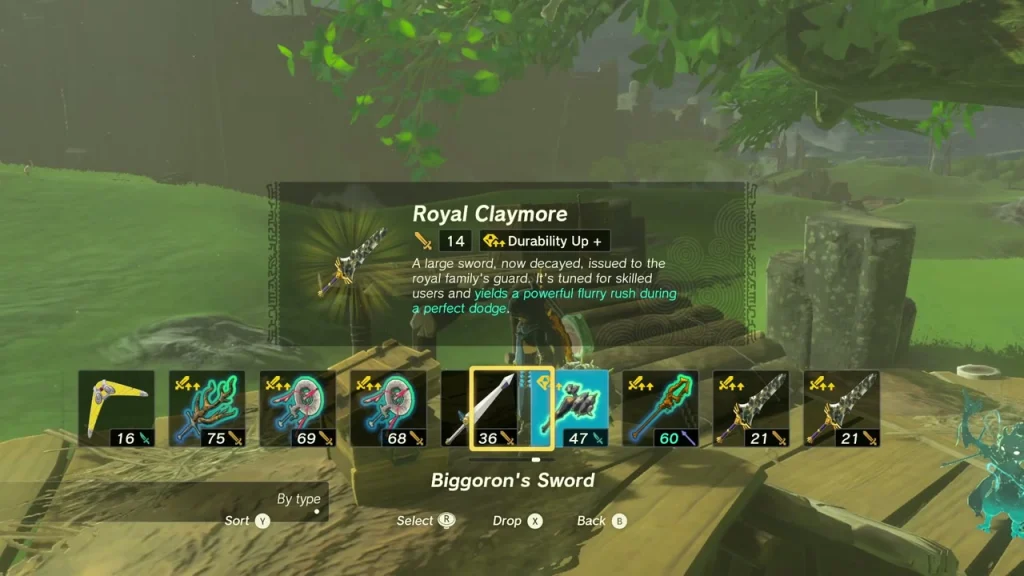 Royal Claymore
14 Durability Up +
A large sword, now decayed, issued to the
royal family's guard. It's tuned for skilled
users and yields a powerful flurry rush during
a perfect dodge.
16 75 69 68 36 47 60 21 21
Biggoron's Sword
By type
Sort Y Select R Drop X Back B